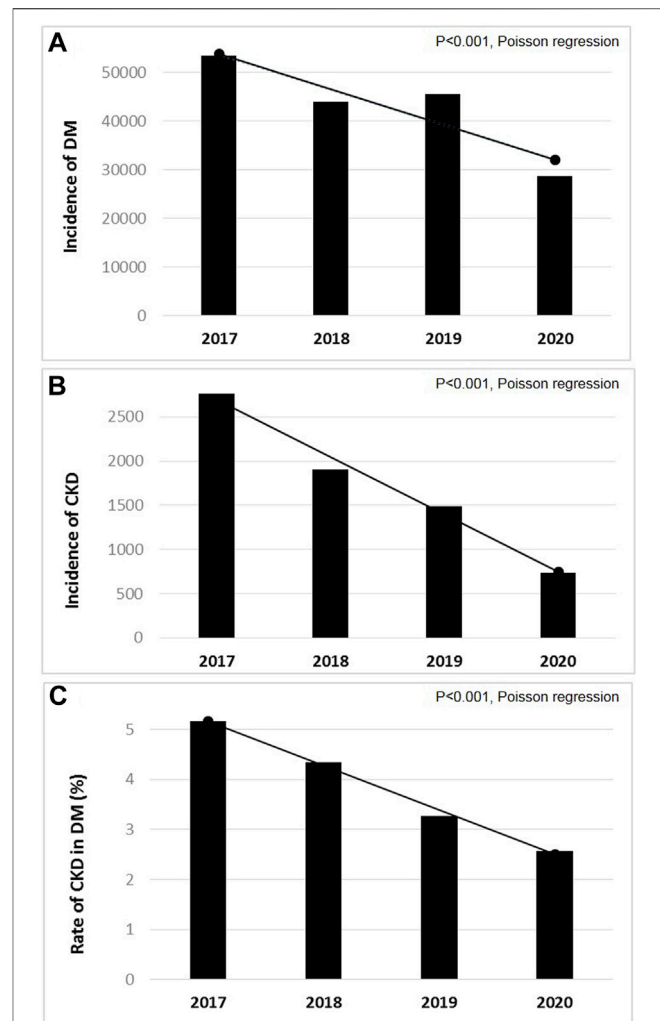 A
P<0.001, Poisson regression
Incidence of DM
50000
40000
30000
20000
10000
0
2017 2018 2019 2020
B
P<0.001, Poisson regression
Incidence of CKD
2500
2000
1500
1000
500
0
2017 2018 2019 2020
C
P<0.001, Poisson regression
Rate of CKD in DM (%)
5
4
3
2
1
0
2017 2018 2019 2020